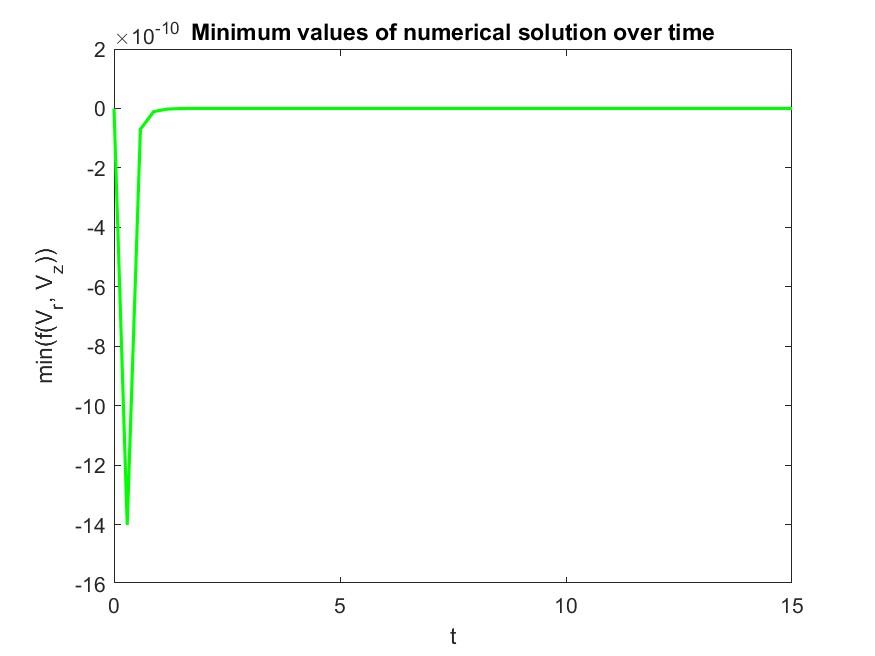 ×10⁻¹⁰ Minimum values of numerical solution over time
2
0
-2
-4
-6
-8
-10
-12
-14
-16
min(f(V_r, V_z))
0 5 10 15
t